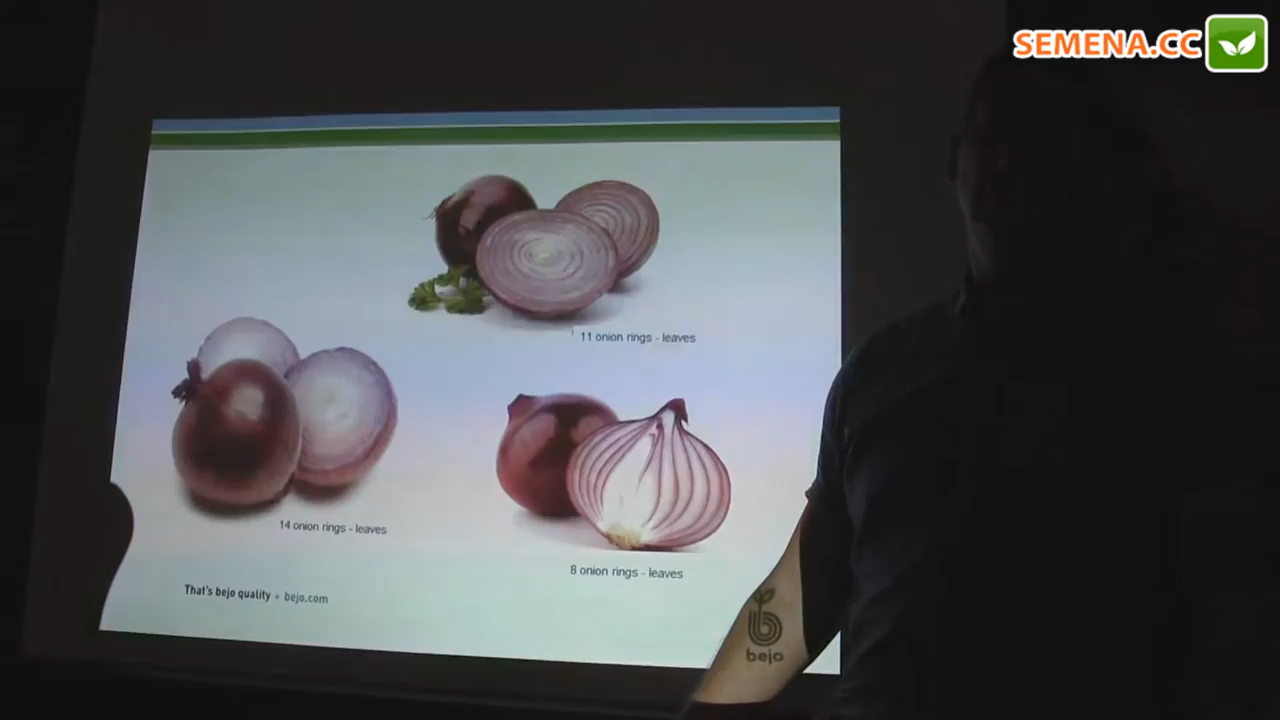 SEMENA.CC
11 onion rings - leaves
14 onion rings - leaves
8 onion rings - leaves
That's bejo quality • bejo.com
bejo